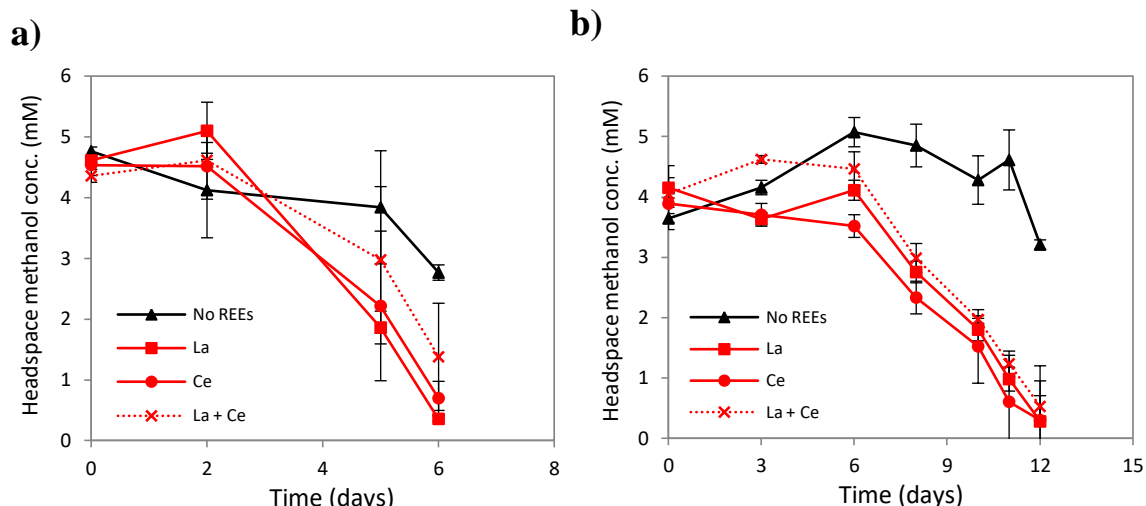 a)
Headspace methanol conc. (mM)
6
5
4
3
2
1
0
No REEs
La
Ce
La + Ce
0
2
4
6
8
Time (days)
b)
Headspace methanol conc. (mM)
6
5
4
3
2
1
0
No REEs
La
Ce
La + Ce
0
3
6
9
12
15
Time (days)